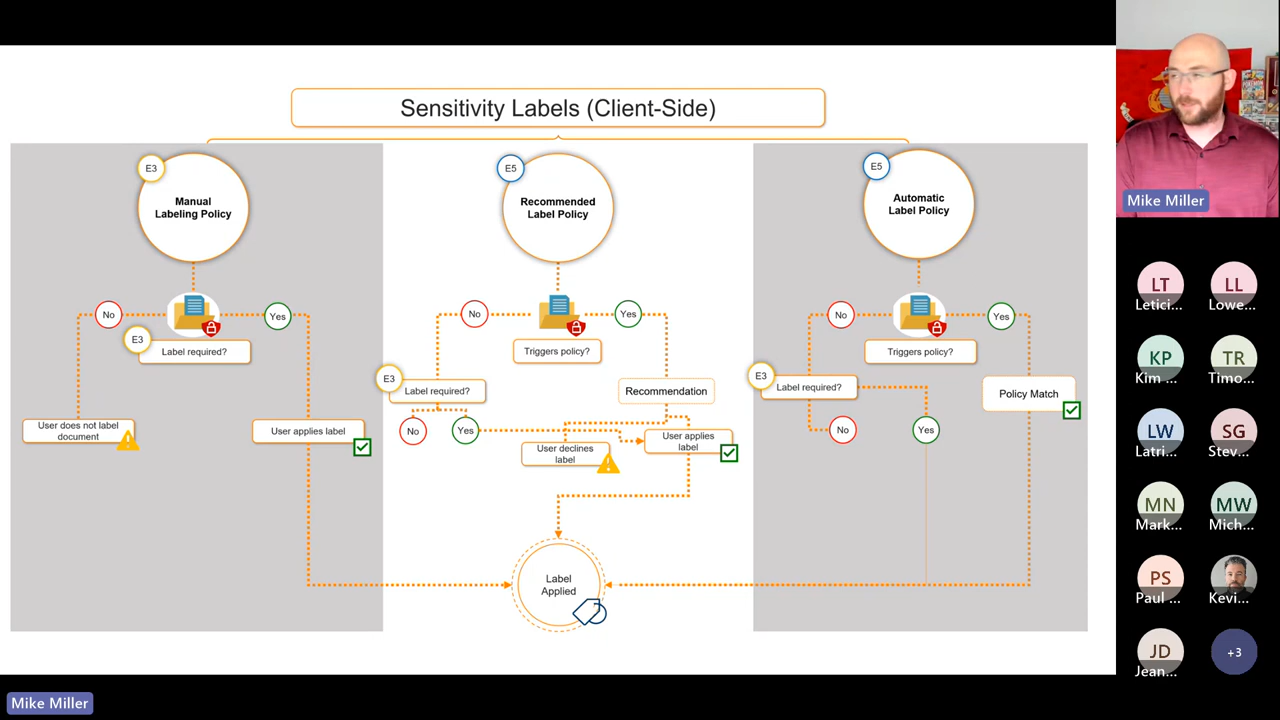 Sensitivity Labels (Client-Side)
E3
Manual
Labeling Policy
No
Yes
E3
Label required?
User does not label
document
User applies label
E5
Recommended
Label Policy
No
Yes
Triggers policy?
E3
Label required?
Recommendation
No
Yes
User declines
label
User applies
label
Label
Applied
E5
Automatic
Label Policy
No
Yes
Triggers policy?
E3
Label required?
Policy Match
No
Yes
Mike Miller
LT
LL
Letici...
Lowe...
KP
TR
Kim ...
Timo...
LW
SG
Latri...
Stev...
MN
MW
Mark...
Mich...
PS
Paul ...
Kevi...
JD
+3
Jean...
Mike Miller